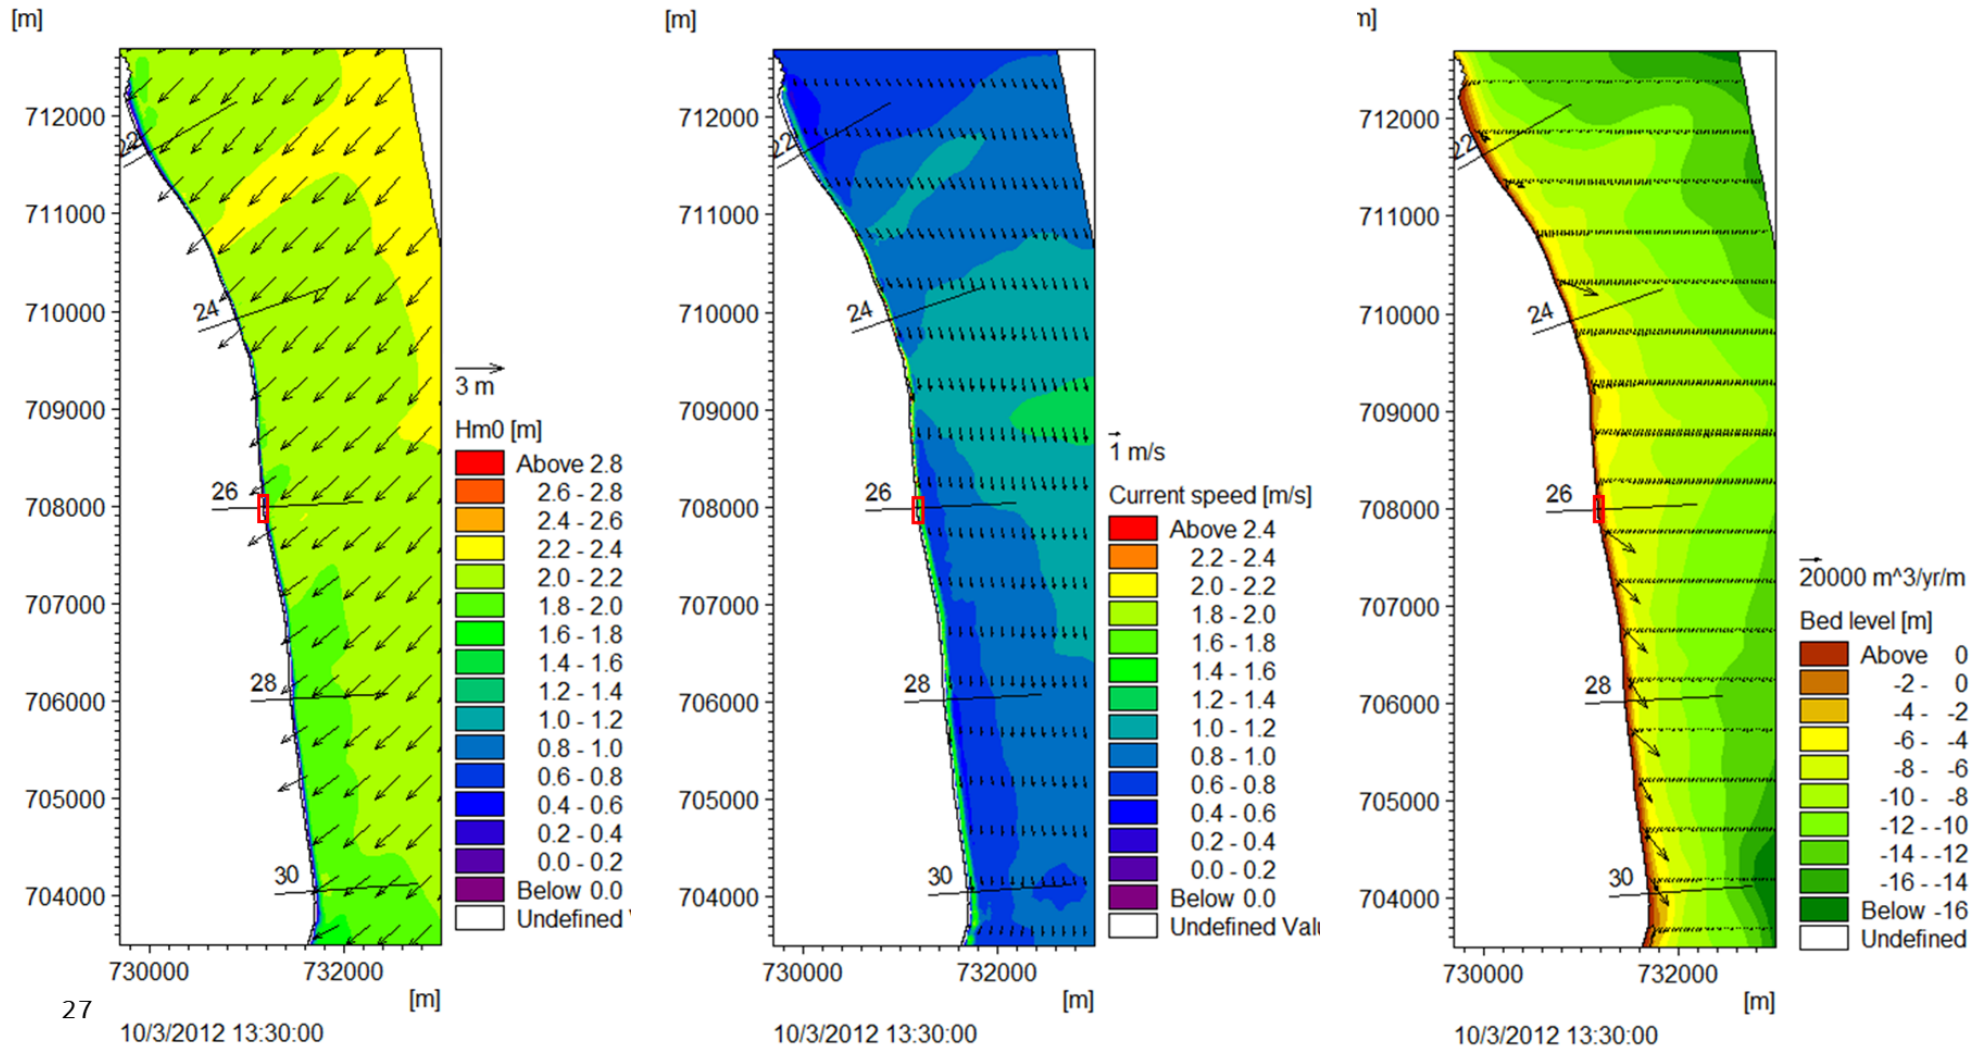 [m]
712000
711000
710000
709000
708000
707000
706000
705000
704000
22
24
26
28
30
730000
732000
[m]
3 m
Hm0 [m]
Above 2.8
2.6 - 2.8
2.4 - 2.6
2.2 - 2.4
2.0 - 2.2
1.8 - 2.0
1.6 - 1.8
1.4 - 1.6
1.2 - 1.4
1.0 - 1.2
0.8 - 1.0
0.6 - 0.8
0.4 - 0.6
0.2 - 0.4
0.0 - 0.2
Below 0.0
Undefined
27
10/3/2012 13:30:00
[m]
712000
711000
710000
709000
708000
707000
706000
705000
704000
22
24
26
28
30
730000
732000
[m]
1 m/s
Current speed [m/s]
Above 2.4
2.2 - 2.4
2.0 - 2.2
1.8 - 2.0
1.6 - 1.8
1.4 - 1.6
1.2 - 1.4
1.0 - 1.2
0.8 - 1.0
0.6 - 0.8
0.4 - 0.6
0.2 - 0.4
0.0 - 0.2
Below 0.0
Undefined Valu
10/3/2012 13:30:00
m]
712000
711000
710000
709000
708000
707000
706000
705000
704000
22
24
26
28
30
730000
732000
[m]
20000 m^3/yr/m
Bed level [m]
Above 0
-2 - 0
-4 - -2
-6 - -4
-8 - -6
-10 - -8
-12 - -10
-14 - -12
-16 - -14
Below -16
Undefined
10/3/2012 13:30:00